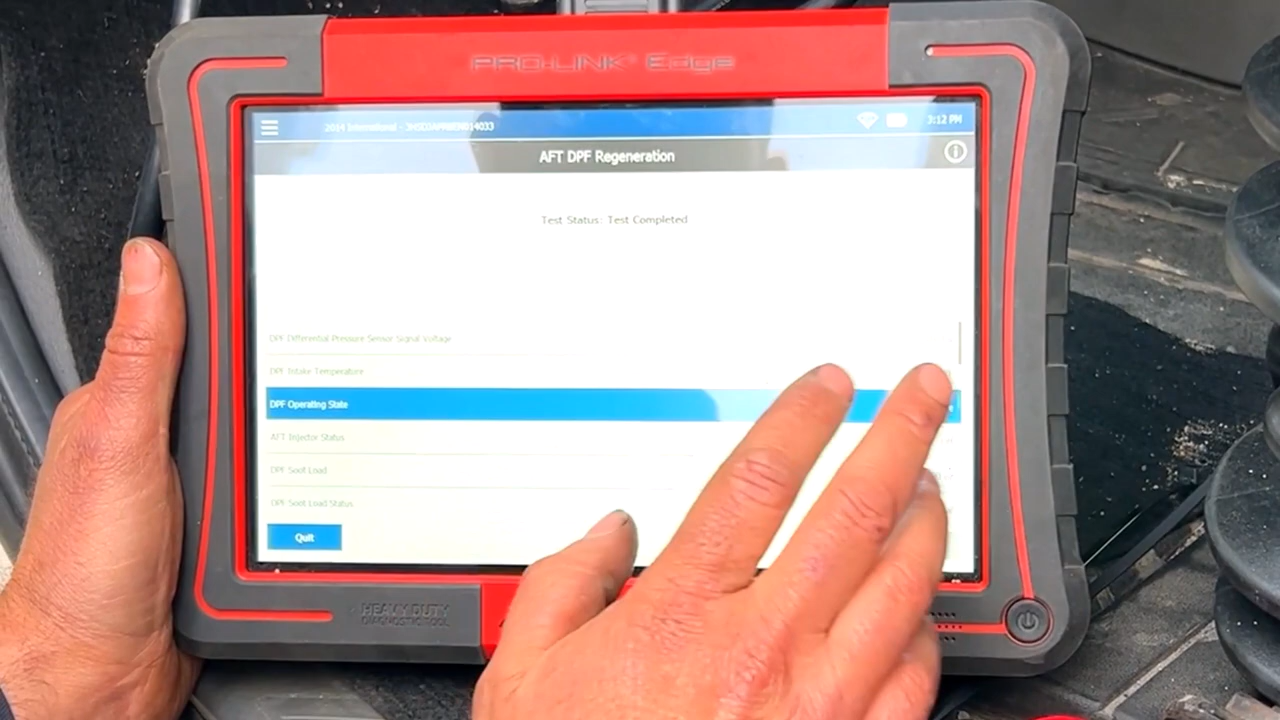 PRO-LINK® Edge
2014 International -
3:12 PM
AFT DPF Regeneration
Test Status: Test Completed
DPF Differential Pressure Sensor Signal Voltage
DPF Intake Temperature
DPF Operating State
AFT Injector Status
DPF Soot Load
DPF Soot Load Status
Quit
HEAVY DUTY
DIAGNOSTIC TOOL